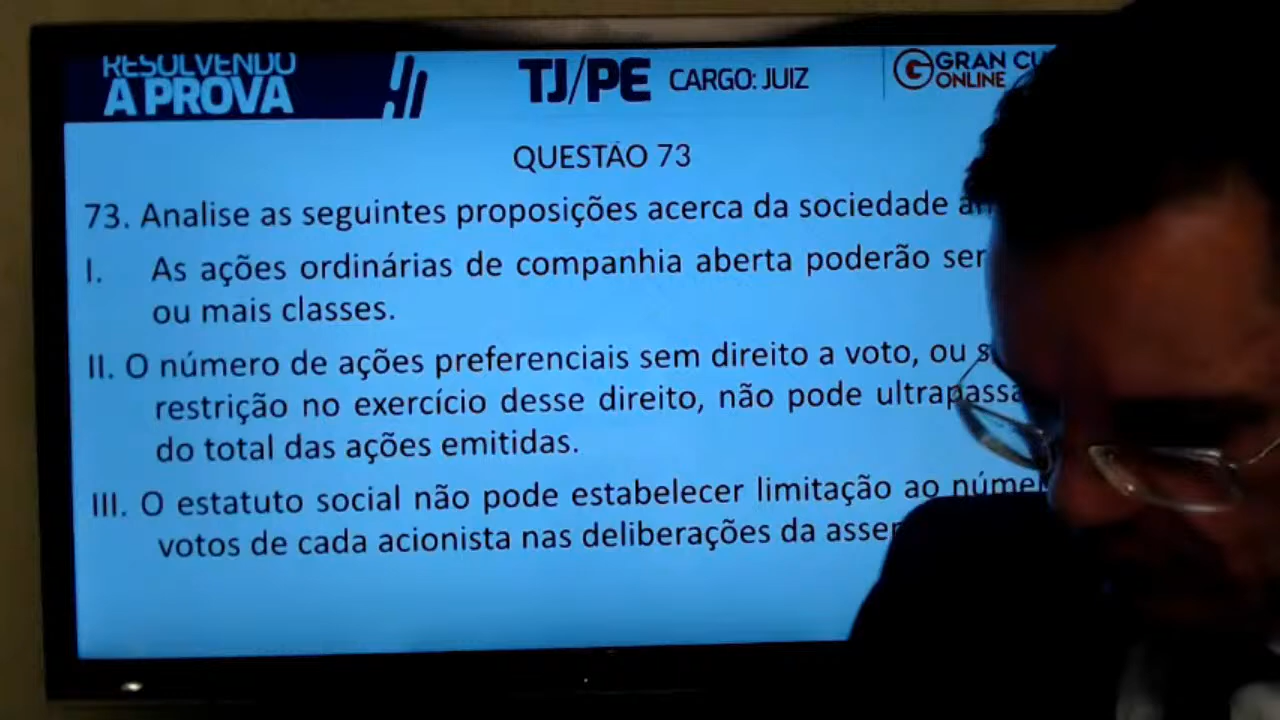 RESOLVENDO
A PROVA
TJ/PE CARGO: JUIZ
GRAN
ONLINE
QUESTÃO 73
73. Analise as seguintes proposições acerca da sociedade
I. As ações ordinárias de companhia aberta poderão ser
ou mais classes.
II. O número de ações preferenciais sem direito a voto, ou
restrição no exercício desse direito, não pode
do total das ações emitidas.
III. O estatuto social não pode estabelecer limitação ao
votos de cada acionista nas deliberações da